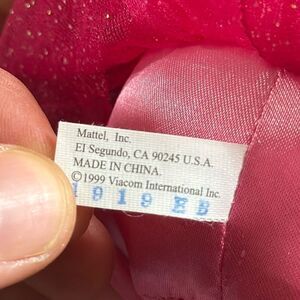 Mattel, Inc.
El Segundo, CA 90245 U.S.A.
MADE IN CHINA.
©1999 Viacom International Inc.
1919 EB